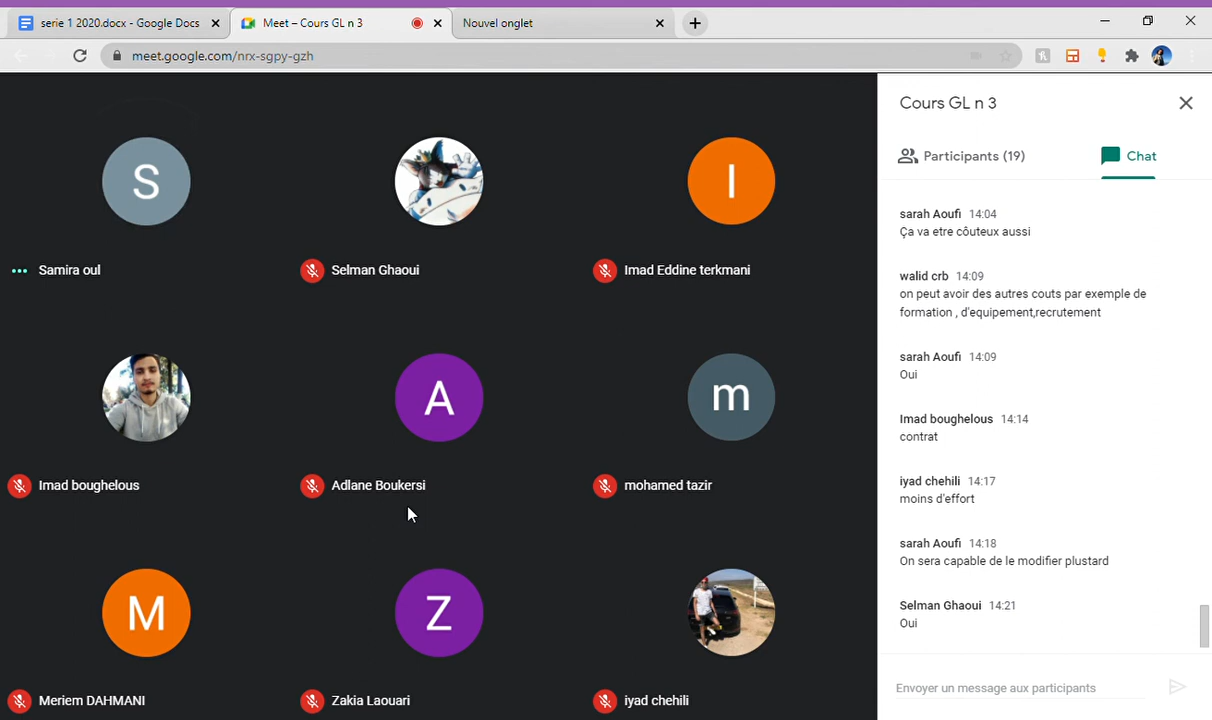 serie 1 2020.docx - Google Docs
Meet – Cours GL n 3
Nouvel onglet
meet.google.com/nrx-sgpy-gzh
S
I
Samira oul
Selman Ghaoui
Imad Eddine terkmani
A
m
Imad boughelous
Adlane Boukersi
mohamed tazir
M
Z
Meriem DAHMANI
Zakia Laouari
iyad chehili
Cours GL n 3
Participants (19)
Chat
sarah Aoufi 14:04
Ça va etre côuteux aussi
walid crb 14:09
on peut avoir des autres couts par exemple de
formation , d'equipement,recrutement
sarah Aoufi 14:09
Oui
Imad boughelous 14:14
contrat
iyad chehili 14:17
moins d'effort
sarah Aoufi 14:18
On sera capable de le modifier plustard
Selman Ghaoui 14:21
Oui
Envoyer un message aux participants